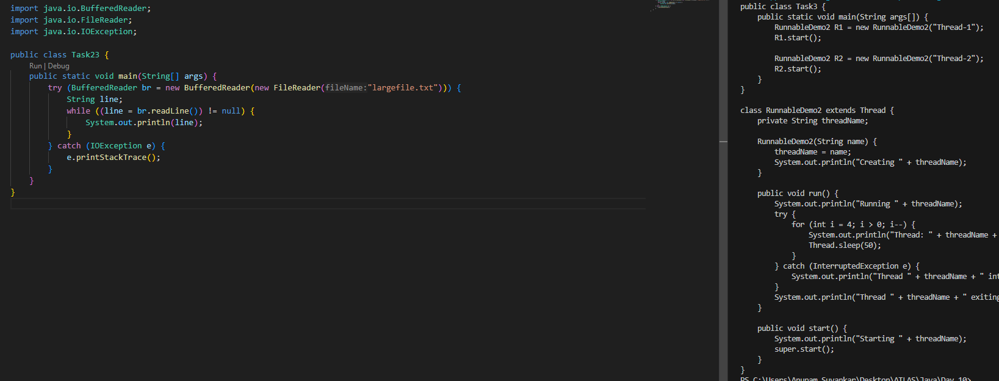 import java.io.BufferedReader;
import java.io.FileReader;
import java.io.IOException;
public class Task23 {
Run | Debug
public static void main(String[] args) {
try (BufferedReader br = new BufferedReader(new FileReader(fileName:"largefile.txt"))) {
String line;
while ((line = br.readLine()) != null) {
System.out.println(line);
}
} catch (IOException e) {
e.printStackTrace();
}
}
}
public class Task3 {
public static void main(String args[]) {
RunnableDemo2 R1 = new RunnableDemo2("Thread-1");
R1.start();
RunnableDemo2 R2 = new RunnableDemo2("Thread-2");
R2.start();
}
}
class RunnableDemo2 extends Thread {
private String threadName;
RunnableDemo2(String name) {
threadName = name;
System.out.println("Creating " + threadName);
}
public void run() {
System.out.println("Running " + threadName);
try {
for (int i = 4; i > 0; i--) {
System.out.println("Thread: " + threadName +
Thread.sleep(50);
}
} catch (InterruptedException e) {
System.out.println("Thread " + threadName + " int
}
System.out.println("Thread " + threadName + " exiting
}
public void start() {
System.out.println("Starting " + threadName);
super.start();
}
}
PS C:\Users\Anupam Suyankar\Desktop\ATLAS\Java\Day 10>